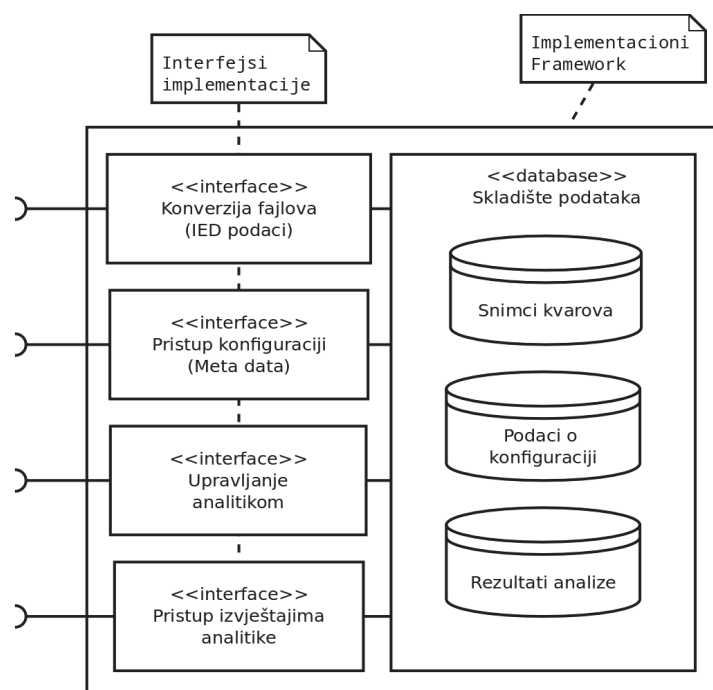 Interfejsi
implementacije
Implementacioni
Framework
<<interface>>
Konverzija fajlova
(IED podaci)
<<interface>>
Pristup konfiguraciji
(Meta data)
<<interface>>
Upravljanje
analitikom
<<interface>>
Pristup izvještajima
analitike
<<database>>
Skladište podataka
Snimci kvarova
Podaci o
konfiguraciji
Rezultati analize